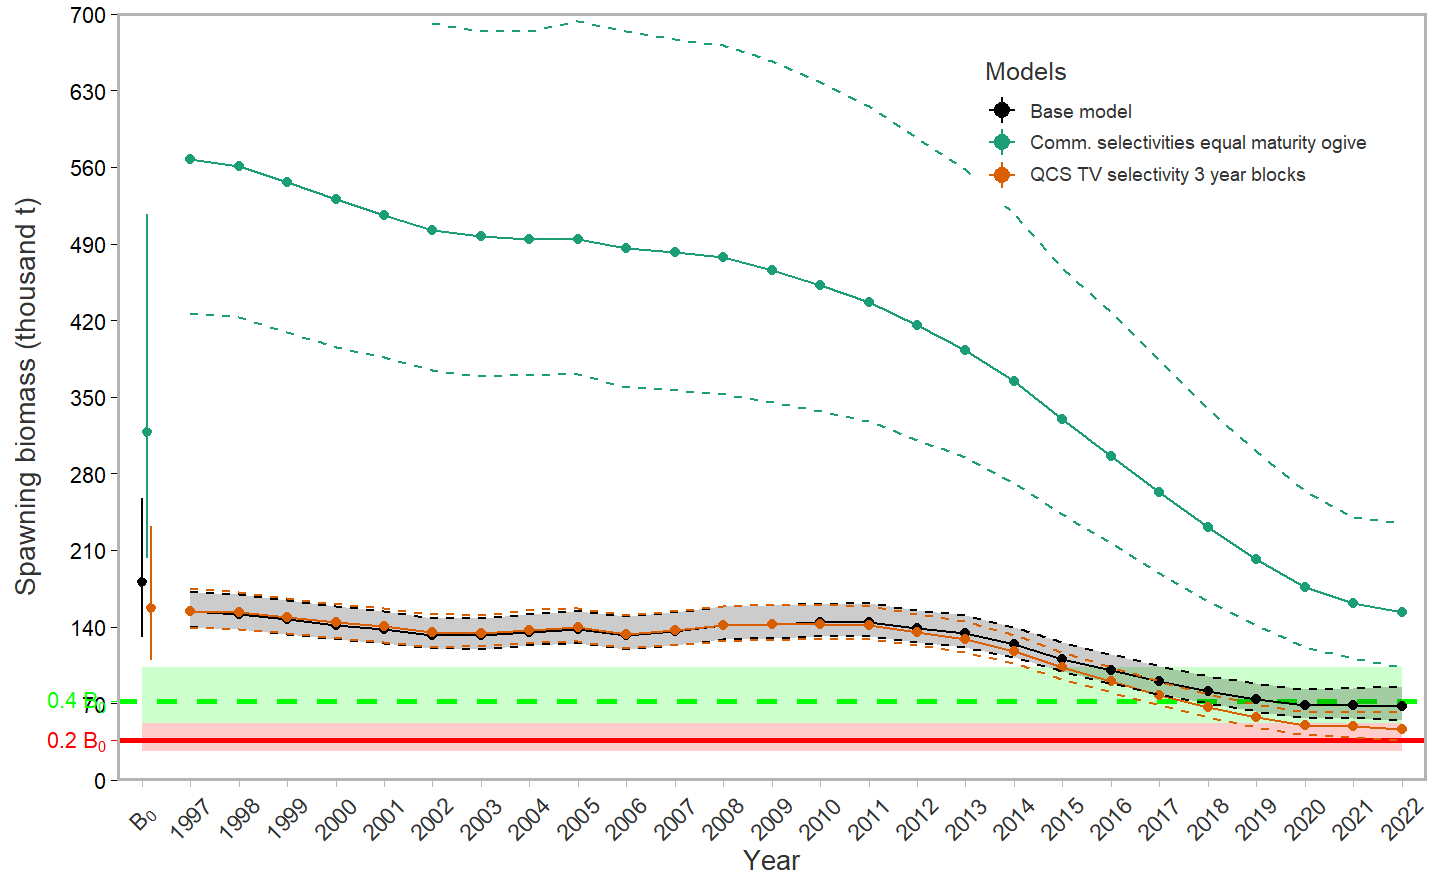 Spawning biomass (thousand t)
700
630
560
490
420
350
280
210
140
70
0
0.4 B₀
0.2 B₀
Models
Base model
Comm. selectivities equal maturity ogive
QCS TV selectivity 3 year blocks
B₀ 1997 1998 1999 2000 2001 2002 2003 2004 2005 2006 2007 2008 2009 2010 2011 2012 2013 2014 2015 2016 2017 2018 2019 2020 2021 2022
Year